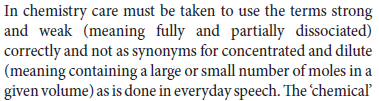 In chemistry care must be taken to use the terms strong
and weak (meaning fully and partially dissociated)
correctly and not as synonyms for concentrated and dilute
(meaning containing a large or small number of moles in a
given volume) as is done in everyday speech. The ‘chemical’